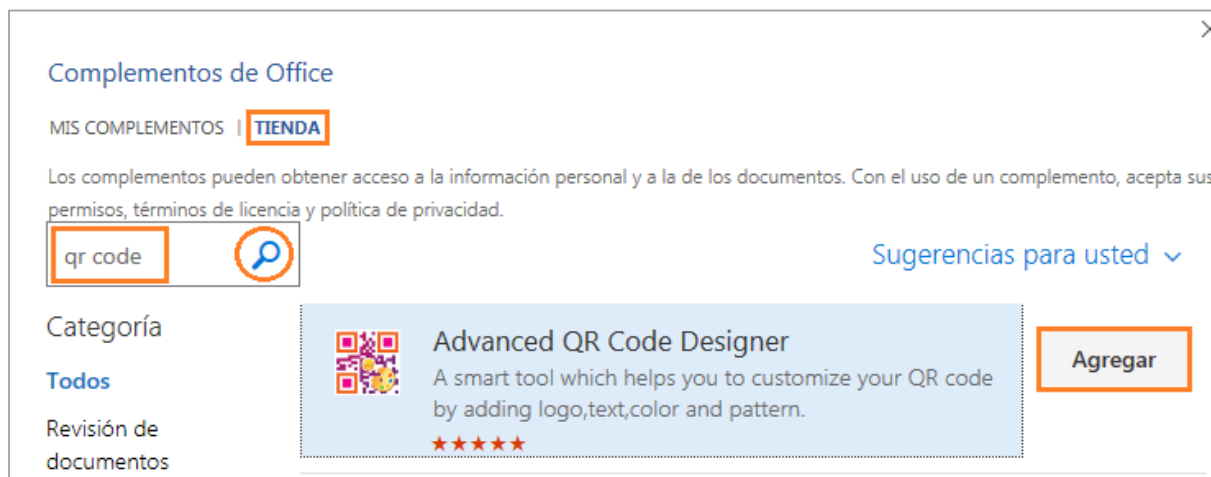 Complementos de Office
MIS COMPLEMENTOS | TIENDA
Los complementos pueden obtener acceso a la información personal y a la de los documentos. Con el uso de un complemento, acepta sus
permisos, términos de licencia y política de privacidad.
qr code
Sugerencias para usted
Categoría
Advanced QR Code Designer
Agregar
Todos
A smart tool which helps you to customize your QR code
by adding logo,text,color and pattern.
Revisión de
documentos